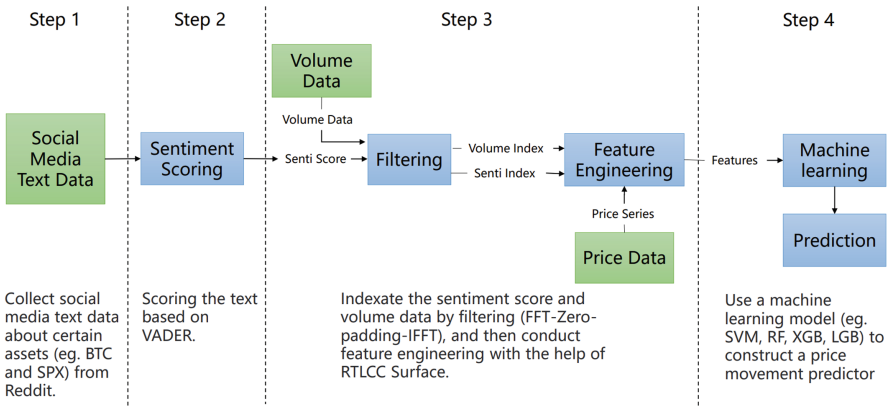 Step 1
Step 2
Step 3
Step 4
Volume
Data
Volume Data
Social
Media
Text Data
Sentiment
Scoring
Senti Score
Filtering
Volume Index
Senti Index
Feature
Engineering
Features
Machine
learning
Price Series
Price Data
Prediction
Collect social
media text data
about certain
assets (eg. BTC
and SPX) from
Reddit.
Scoring the text
based on
VADER.
Indexate the sentiment score and
volume data by filtering (FFT-Zero-
padding-IFFT), and then conduct
feature engineering with the help of
RTLCC Surface.
Use a machine
learning model (eg.
SVM, RF, XGB, LGB) to
construct a price
movement predictor